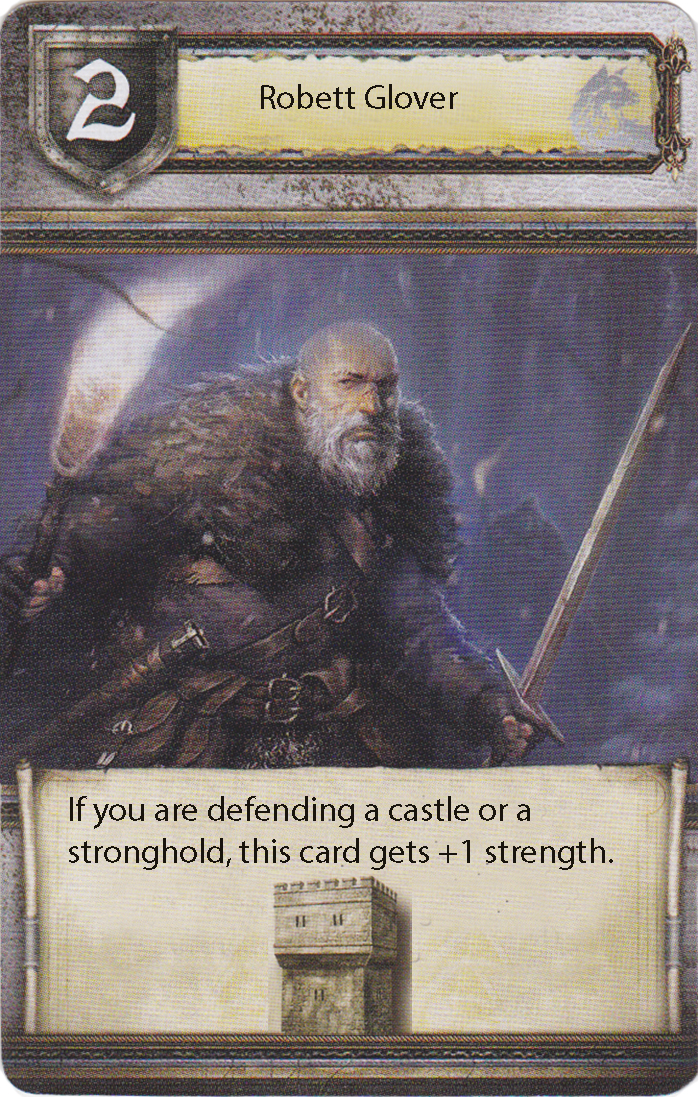 2
Robett Glover
If you are defending a castle or a
stronghold, this card gets +1 strength.